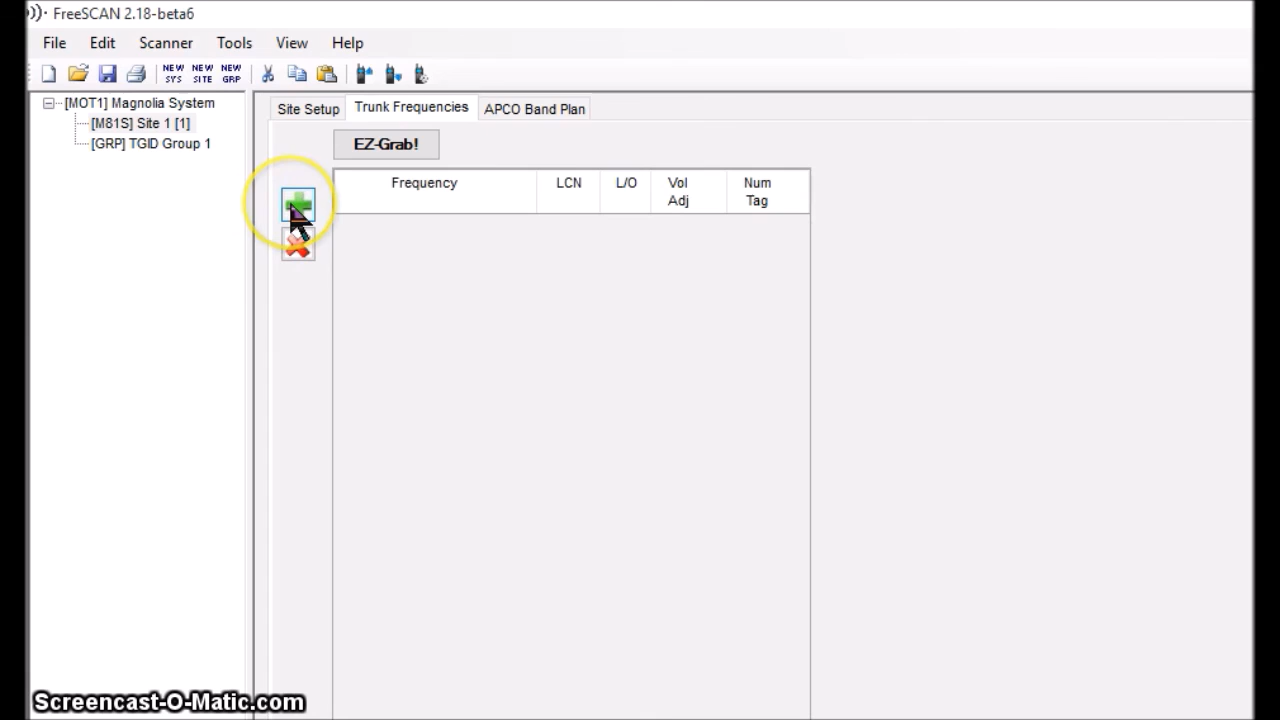 FreeSCAN 2.18-beta6
File Edit Scanner Tools View Help
NEW SYS NEW SITE NEW GRP
[MOT1] Magnolia System
[M81S] Site 1 [1]
[GRP] TGID Group 1
Site Setup Trunk Frequencies APCO Band Plan
EZ-Grab!
Frequency LCN L/O Vol Adj Num Tag
Screencast-O-Matic.com